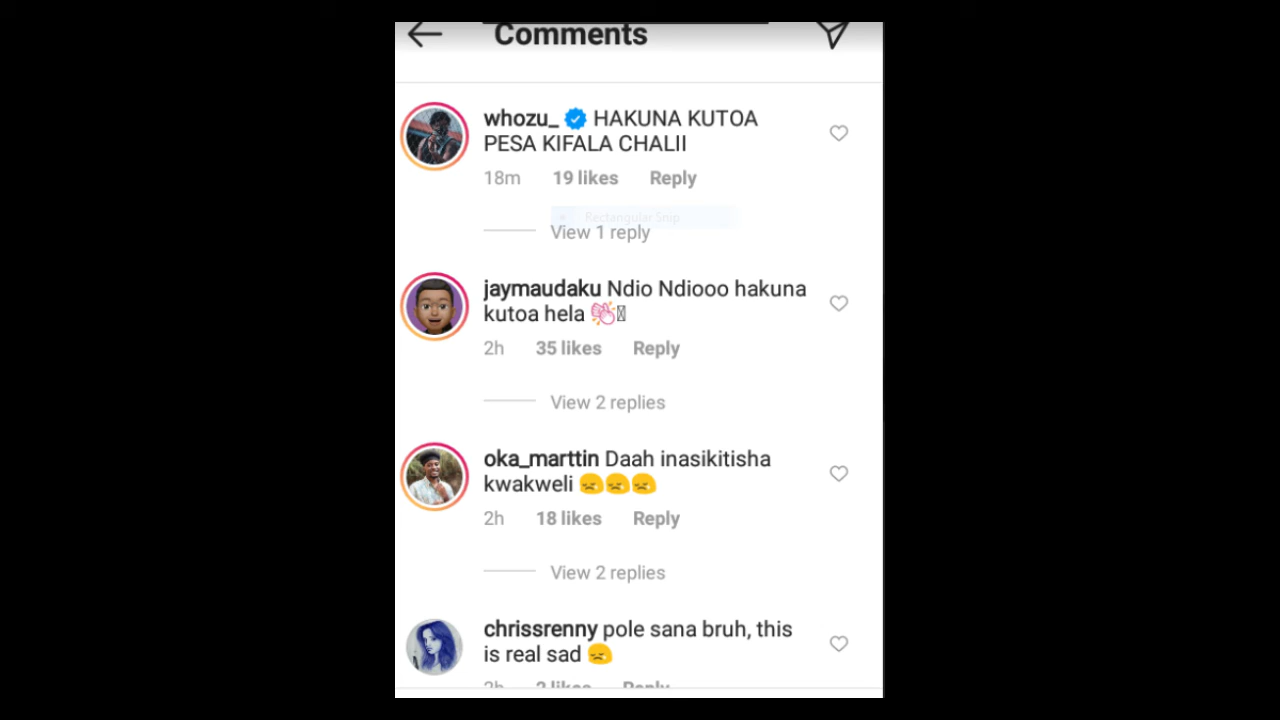 Comments
whozu_ HAKUNA KUTOA
PESA KIFALA CHALII
18m 19 likes Reply
Rectangular Snip
View 1 reply
jaymaudaku Ndio Ndiooo hakuna
kutoa hela
2h 35 likes Reply
View 2 replies
oka_marttin Daah inasikitisha
kwakweli 😪😪😪
2h 18 likes Reply
View 2 replies
chrissrenny pole sana bruh, this
is real sad 😪
2h 2 likes Reply